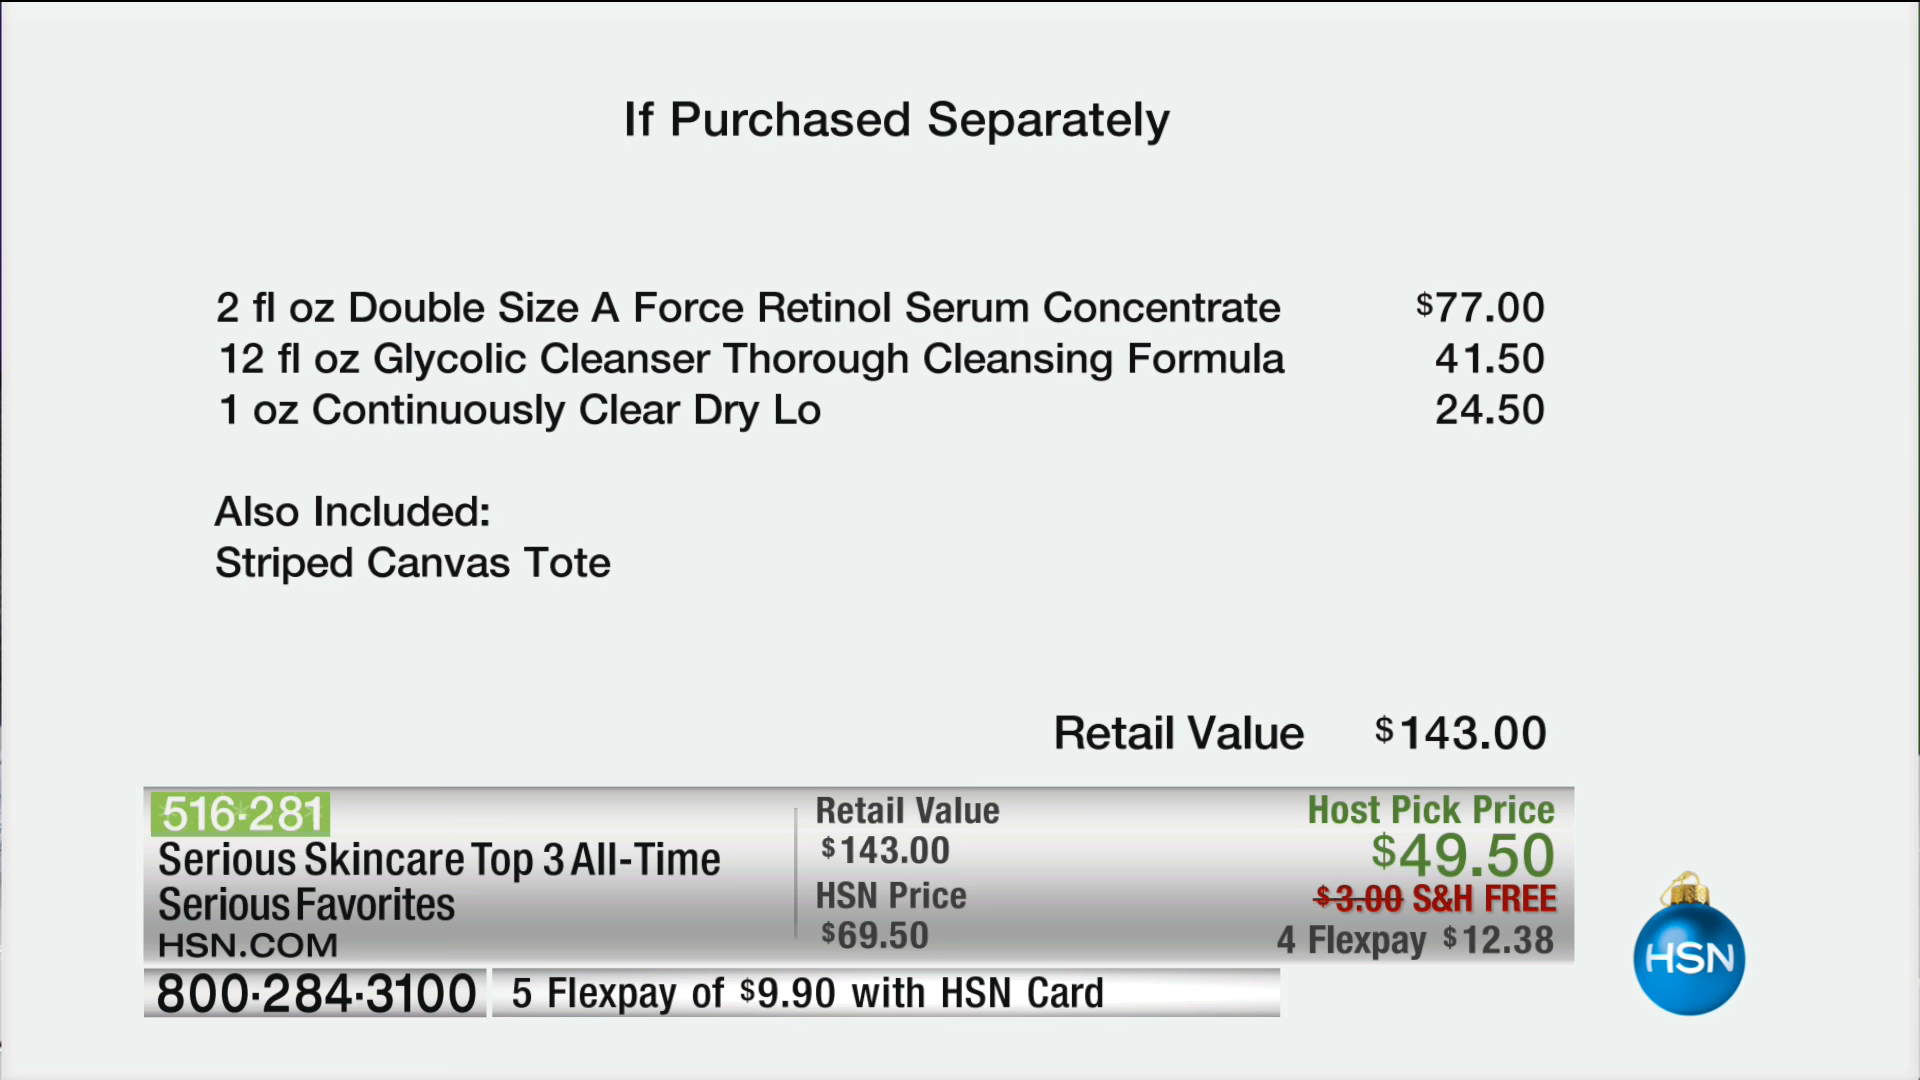 If Purchased Separately
2 fl oz Double Size A Force Retinol Serum Concentrate $77.00
12 fl oz Glycolic Cleanser Thorough Cleansing Formula 41.50
1 oz Continuously Clear Dry Lo 24.50
Also Included:
Striped Canvas Tote
Retail Value $143.00
516-281
Serious Skincare Top 3 All-Time
Serious Favorites
HSN.COM
Retail Value
$143.00
HSN Price
$69.50
Host Pick Price
$49.50
$3.00 S&H FREE
4 Flexpay $12.38
800·284·3100
5 Flexpay of $9.90 with HSN Card
HSN